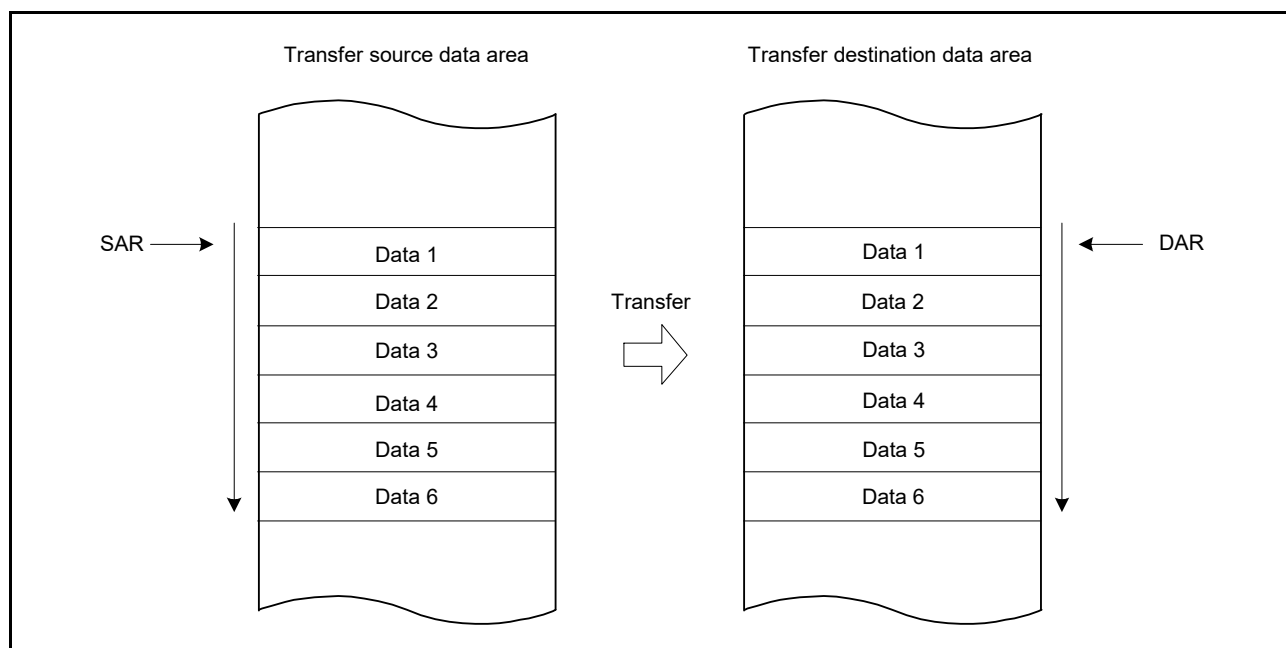 Transfer source data area
Transfer destination data area
SAR
DAR
Data 1
Data 1
Data 2
Data 2
Transfer
Data 3
Data 3
Data 4
Data 4
Data 5
Data 5
Data 6
Data 6